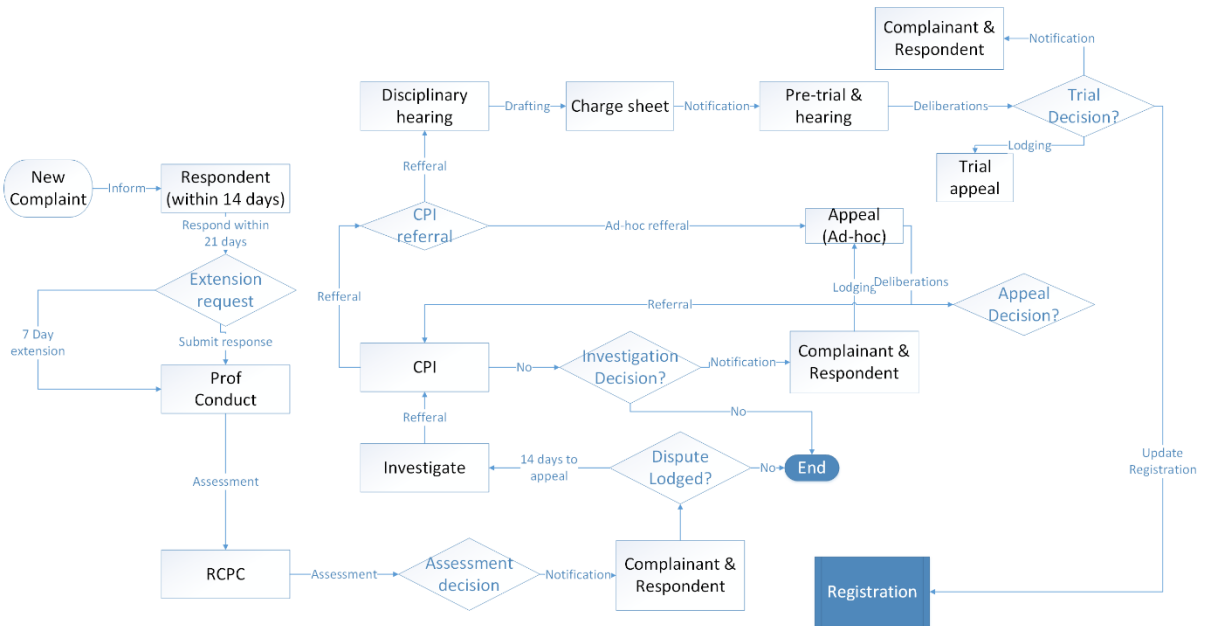 Complainant &
Respondent
Notification
Disciplinary
hearing
Drafting
Charge sheet
Notification
Pre-trial &
hearing
Deliberations
Trial
Decision?
Lodging
Trial
appeal
Refferal
New
Complaint
Inform
Respondent
(within 14 days)
Respond within
21 days
CPI
referral
Ad-hoc refferal
Appeal
(Ad-hoc)
Extension
request
Refferal
Lodging
Deliberations
Referral
Appeal
Decision?
7 Day
extension
Submit response
Prof
Conduct
CPI
No
Investigation
Decision?
Notification
Complainant &
Respondent
No
Refferal
Investigate
14 days to
appeal
Dispute
Lodged?
No
End
Update
Registration
Assessment
RCPC
Assessment
Assessment
decision
Notification
Complainant &
Respondent
Registration